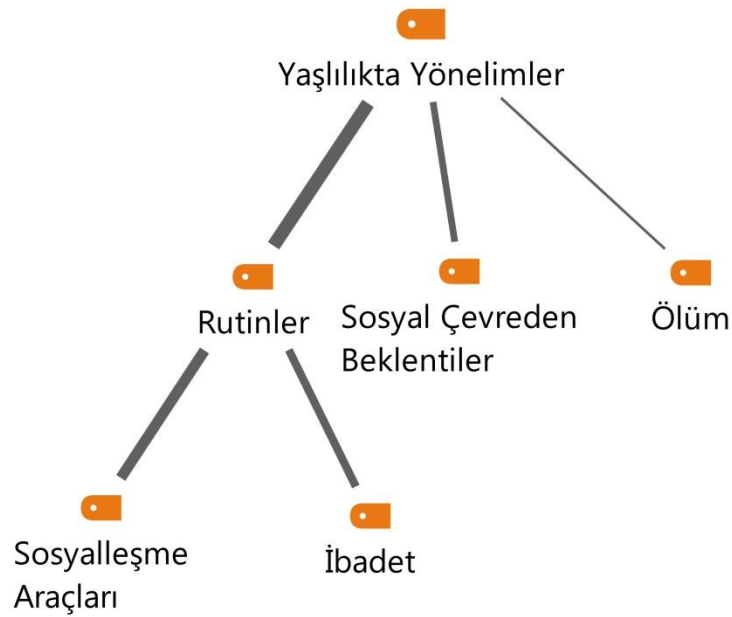 Yaşlılıkta Yönelimler
Rutinler
Sosyal Çevreden
Beklentiler
Ölüm
Sosyalleşme
Araçları
İbadet